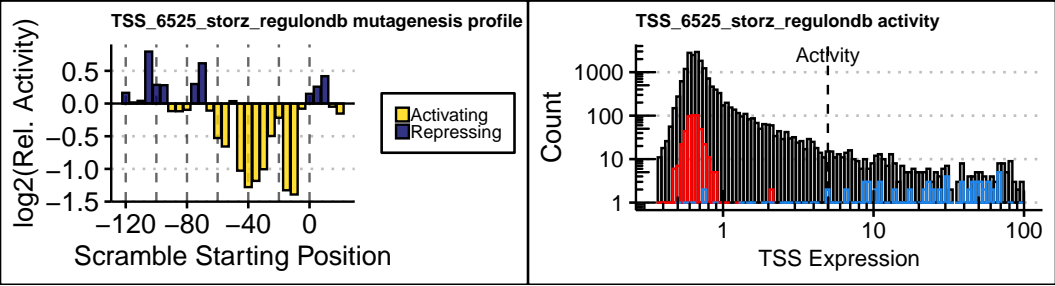 TSS_6525_storz_regulondb mutagenesis profile
log2(Rel. Activity)
0.5
0.0
−0.5
−1.0
−1.5
−120 −80 −40 0
Scramble Starting Position
Activating
Repressing
TSS_6525_storz_regulondb activity
Activity
Count
1000
100
10
1
1 10 100
TSS Expression